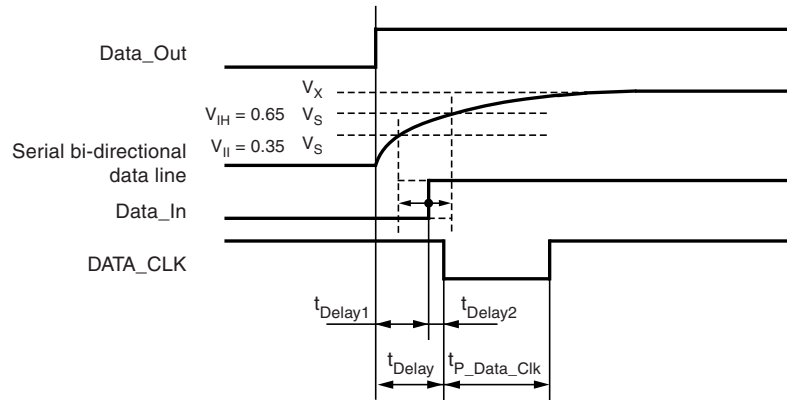 Data_Out
V_X
V_IH = 0.65 V_S
V_II = 0.35 V_S
Serial bi-directional
data line
Data_In
DATA_CLK
t_Delay1 t_Delay2
t_Delay t_P_Data_Clk